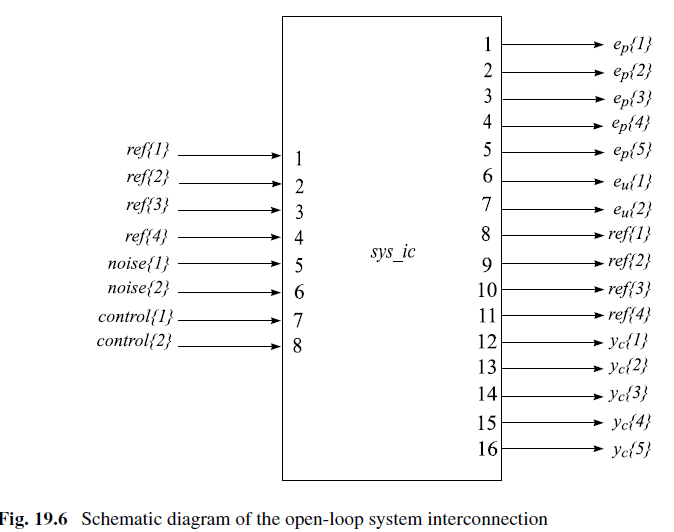 1 e_p{1}
2 e_p{2}
3 e_p{3}
4 e_p{4}
ref{1} 1 5 e_p{5}
ref{2} 2 6 e_u{1}
ref{3} 3 7 e_u{2}
ref{4} 4 8 ref{1}
noise{1} 5 sys_ic 9 ref{2}
noise{2} 6 10 ref{3}
control{1} 7 11 ref{4}
control{2} 8 12 y_c{1}
13 y_c{2}
14 y_c{3}
15 y_c{4}
16 y_c{5}
Fig. 19.6 Schematic diagram of the open-loop system interconnection